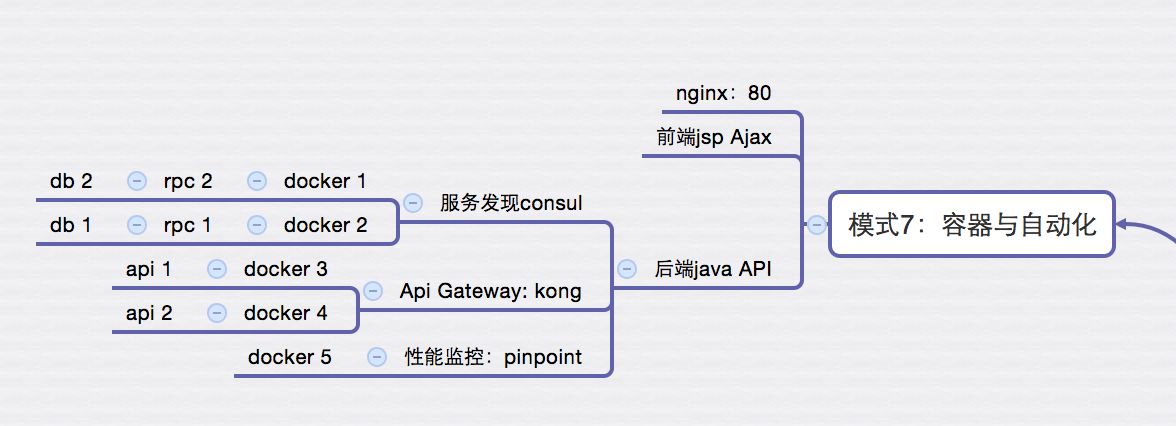 nginx：80
前端jsp Ajax
db 2 rpc 2 docker 1
服务发现consul
db 1 rpc 1 docker 2
模式7：容器与自动化
api 1 docker 3
后端java API
Api Gateway: kong
api 2 docker 4
docker 5 性能监控：pinpoint